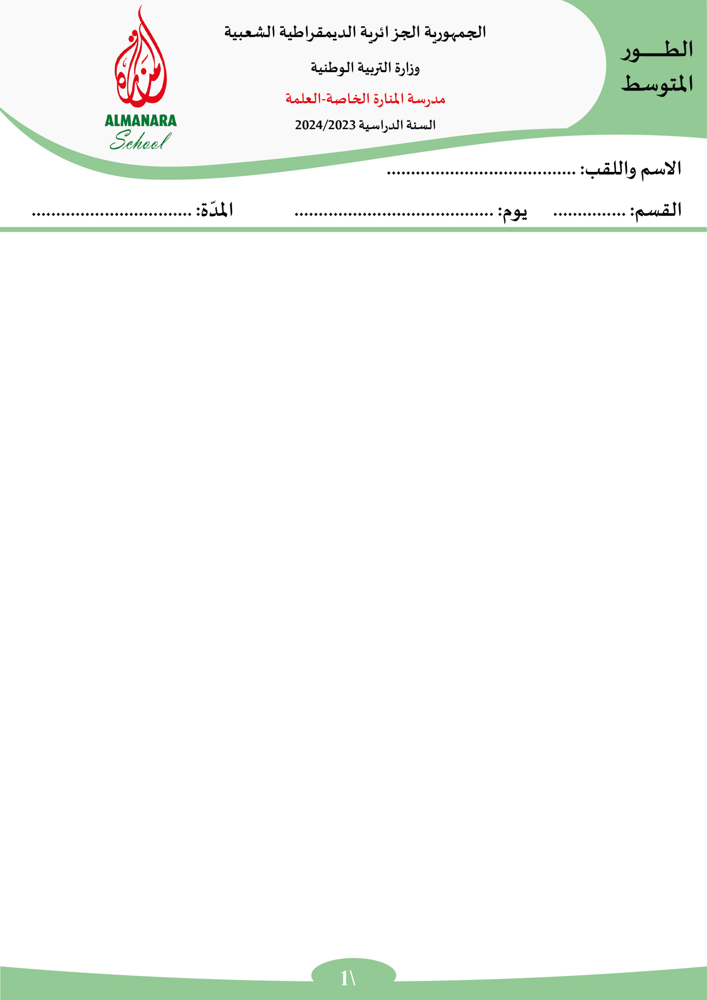 الجمهورية الجزائرية الديمقراطية الشعبية
وزارة التربية الوطنية
مدرسة المنارة الخاصة-العلمة
السنة الدراسية 2024/2023
الطـــــور
المتوسط
المنارة
ALMANARA
School
الاسم واللقب: .......................................
القسم: ............... يوم: ......................................... المدّة: .................................
1\